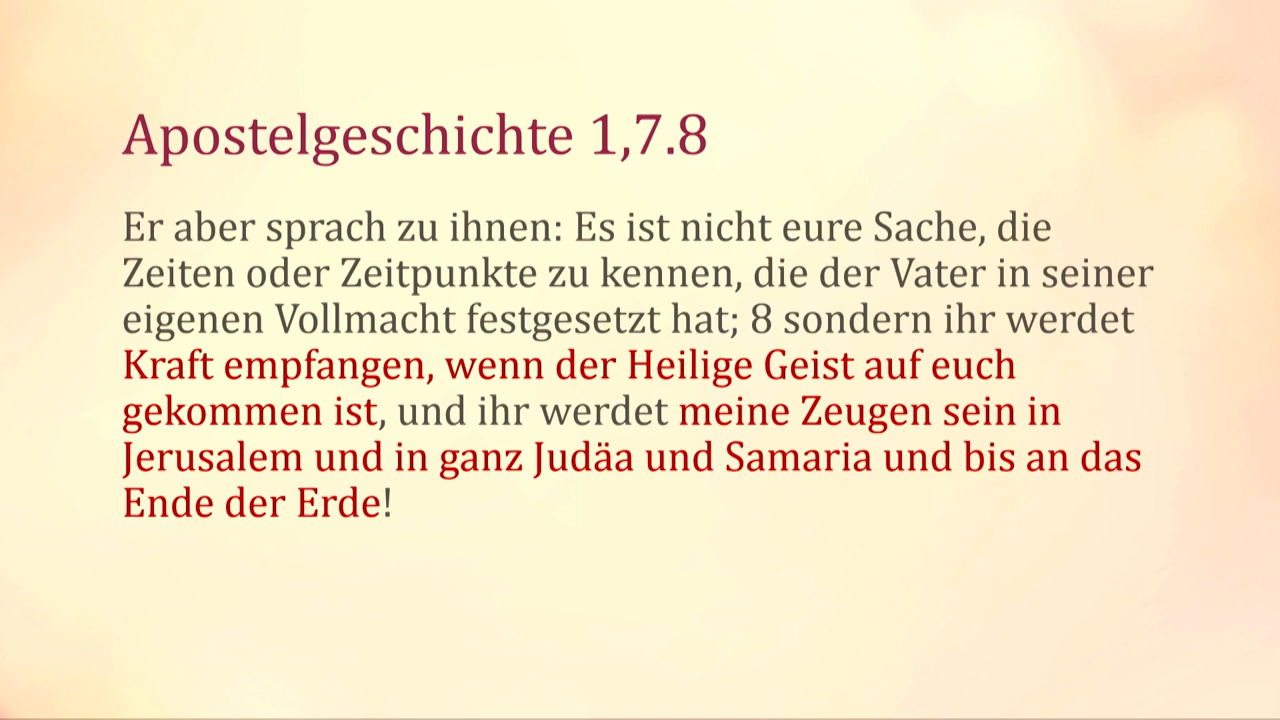 Apostelgeschichte 1,7.8
Er aber sprach zu ihnen: Es ist nicht eure Sache, die
Zeiten oder Zeitpunkte zu kennen, die der Vater in seiner
eigenen Vollmacht festgesetzt hat; 8 sondern ihr werdet
Kraft empfangen, wenn der Heilige Geist auf euch
gekommen ist, und ihr werdet meine Zeugen sein in
Jerusalem und in ganz Judäa und Samaria und bis an das
Ende der Erde!